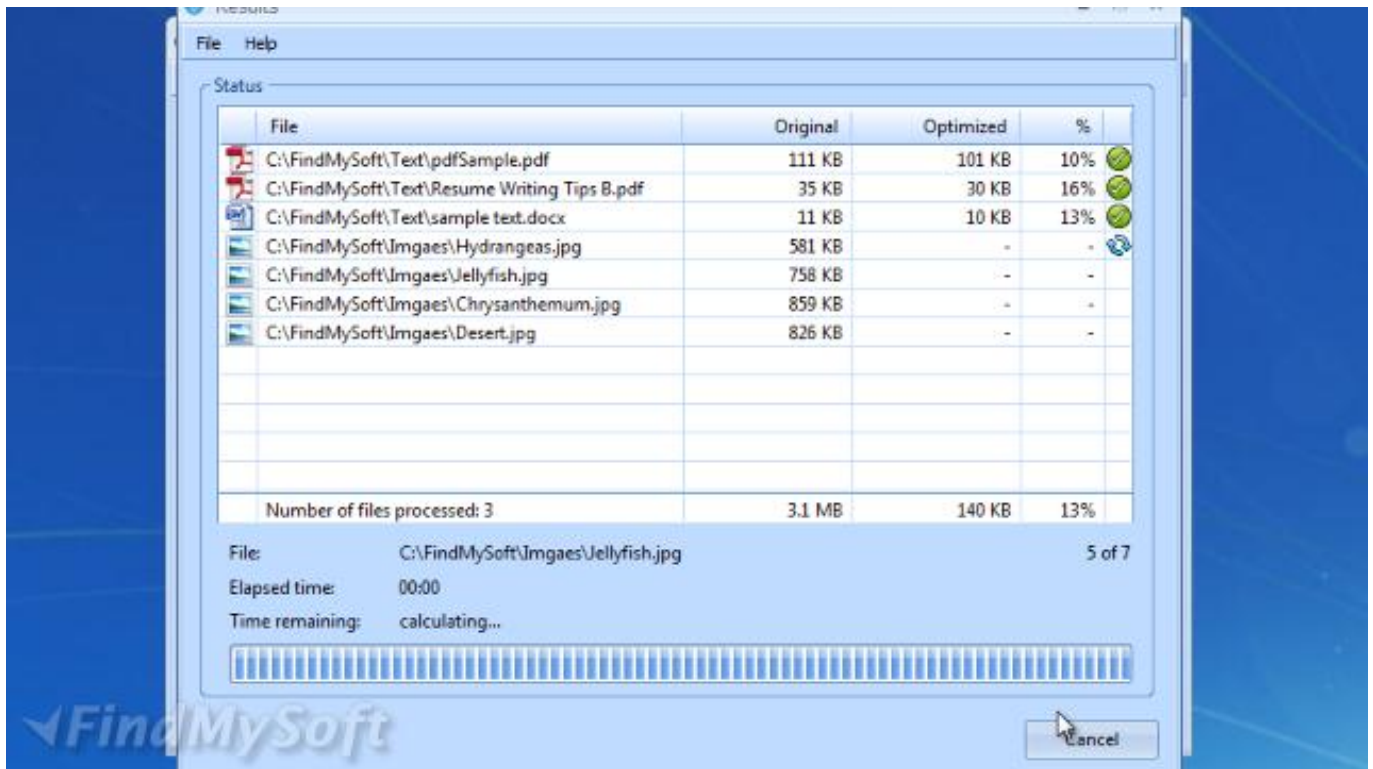 Results
File Help
Status
File Original Optimized %
C:\FindMySoft\Text\pdfSample.pdf 111 KB 101 KB 10%
C:\FindMySoft\Text\Resume Writing Tips B.pdf 35 KB 30 KB 16%
C:\FindMySoft\Text\sample text.docx 11 KB 10 KB 13%
C:\FindMySoft\Imgaes\Hydrangeas.jpg 581 KB - -
C:\FindMySoft\Imgaes\Jellyfish.jpg 758 KB - -
C:\FindMySoft\Imgaes\Chrysanthemum.jpg 859 KB - -
C:\FindMySoft\Imgaes\Desert.jpg 826 KB - -
Number of files processed: 3 3.1 MB 140 KB 13%
File: C:\FindMySoft\Imgaes\Jellyfish.jpg 5 of 7
Elapsed time: 00:00
Time remaining: calculating...
FindMySoft
Cancel